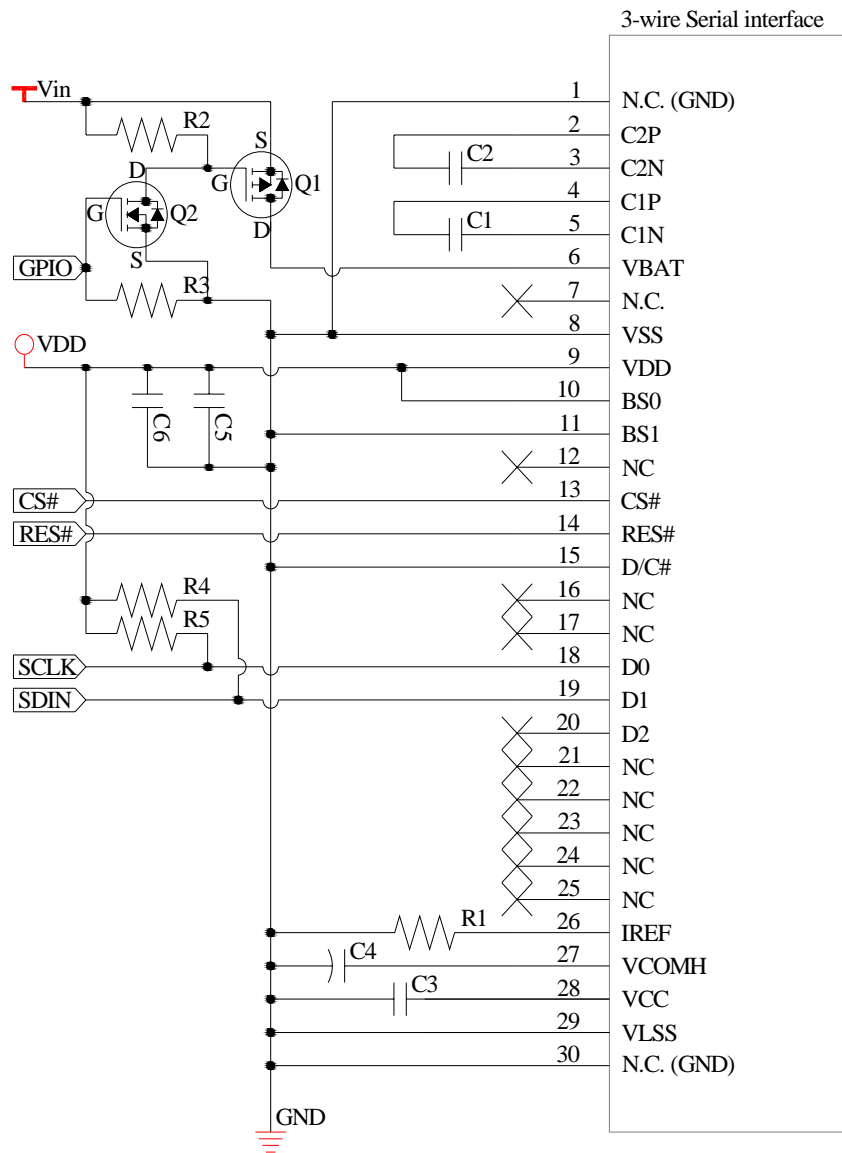 3-wire Serial interface
Vin
1 N.C. (GND)
R2
2 C2P
S
C2
3 C2N
D
G
Q1
4 C1P
G
Q2
C1
5 C1N
D
S
6 VBAT
GPIO
R3
7 N.C.
8 VSS
VDD
9 VDD
10 BS0
C6
C5
11 BS1
12 NC
CS#
13 CS#
RES#
14 RES#
15 D/C#
R4
16 NC
R5
17 NC
SCLK
18 D0
SDIN
19 D1
20 D2
21 NC
22 NC
23 NC
24 NC
25 NC
R1
26 IREF
C4
27 VCOMH
C3
28 VCC
29 VLSS
30 N.C. (GND)
GND